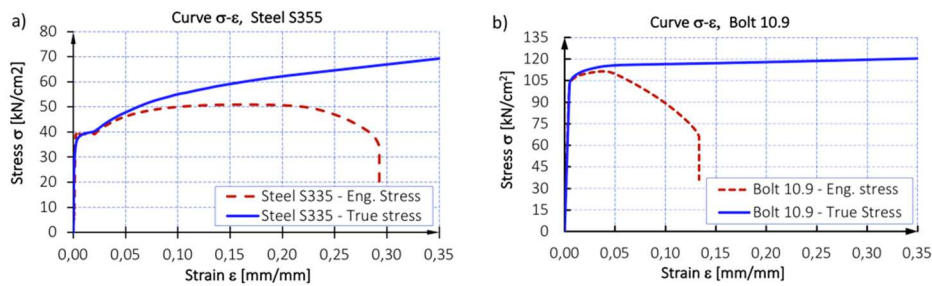 a)
Curve σ-ε, Steel S355
Stress σ [kN/cm2]
80
70
60
50
40
30
20
10
0
Steel S335 - Eng. Stress
Steel S335 - True stress
0,00 0,05 0,10 0,15 0,20 0,25 0,30 0,35
Strain ε [mm/mm]
b)
Curve σ-ε, Bolt 10.9
Stress σ [kN/cm²]
135
120
105
90
75
60
45
30
15
0
Bolt 10.9 - Eng. stress
Bolt 10.9 - True Stress
0,00 0,05 0,10 0,15 0,20 0,25 0,30 0,35
Strain ε [mm/mm]